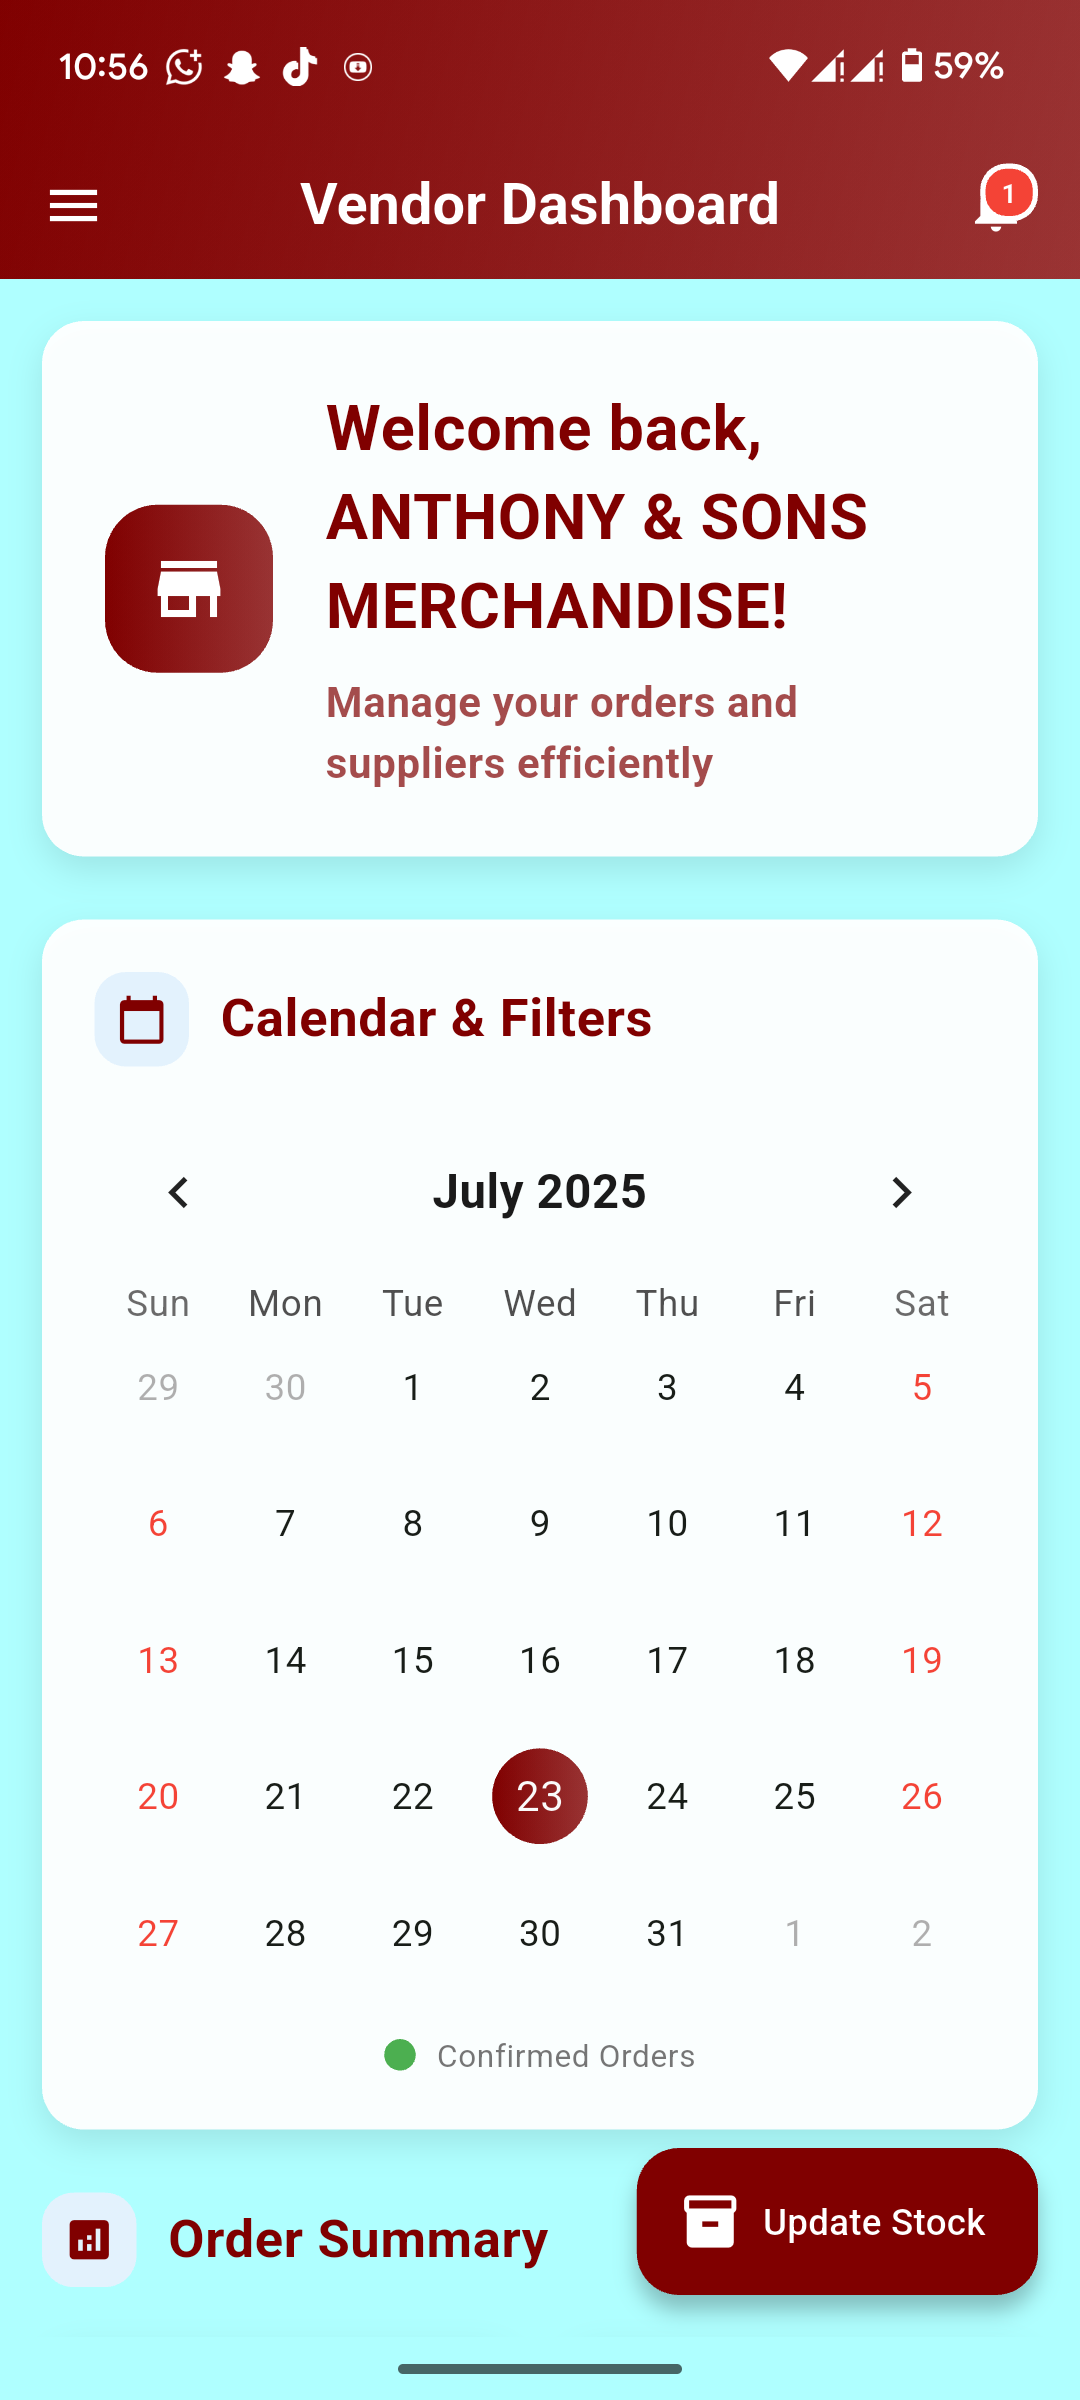 10:56 59%
Vendor Dashboard 1
Welcome back,
ANTHONY & SONS
MERCHANDISE!
Manage your orders and
suppliers efficiently
Calendar & Filters
July 2025
Sun Mon Tue Wed Thu Fri Sat
29 30 1 2 3 4 5
6 7 8 9 10 11 12
13 14 15 16 17 18 19
20 21 22 23 24 25 26
27 28 29 30 31 1 2
Confirmed Orders
Order Summary
Update Stock